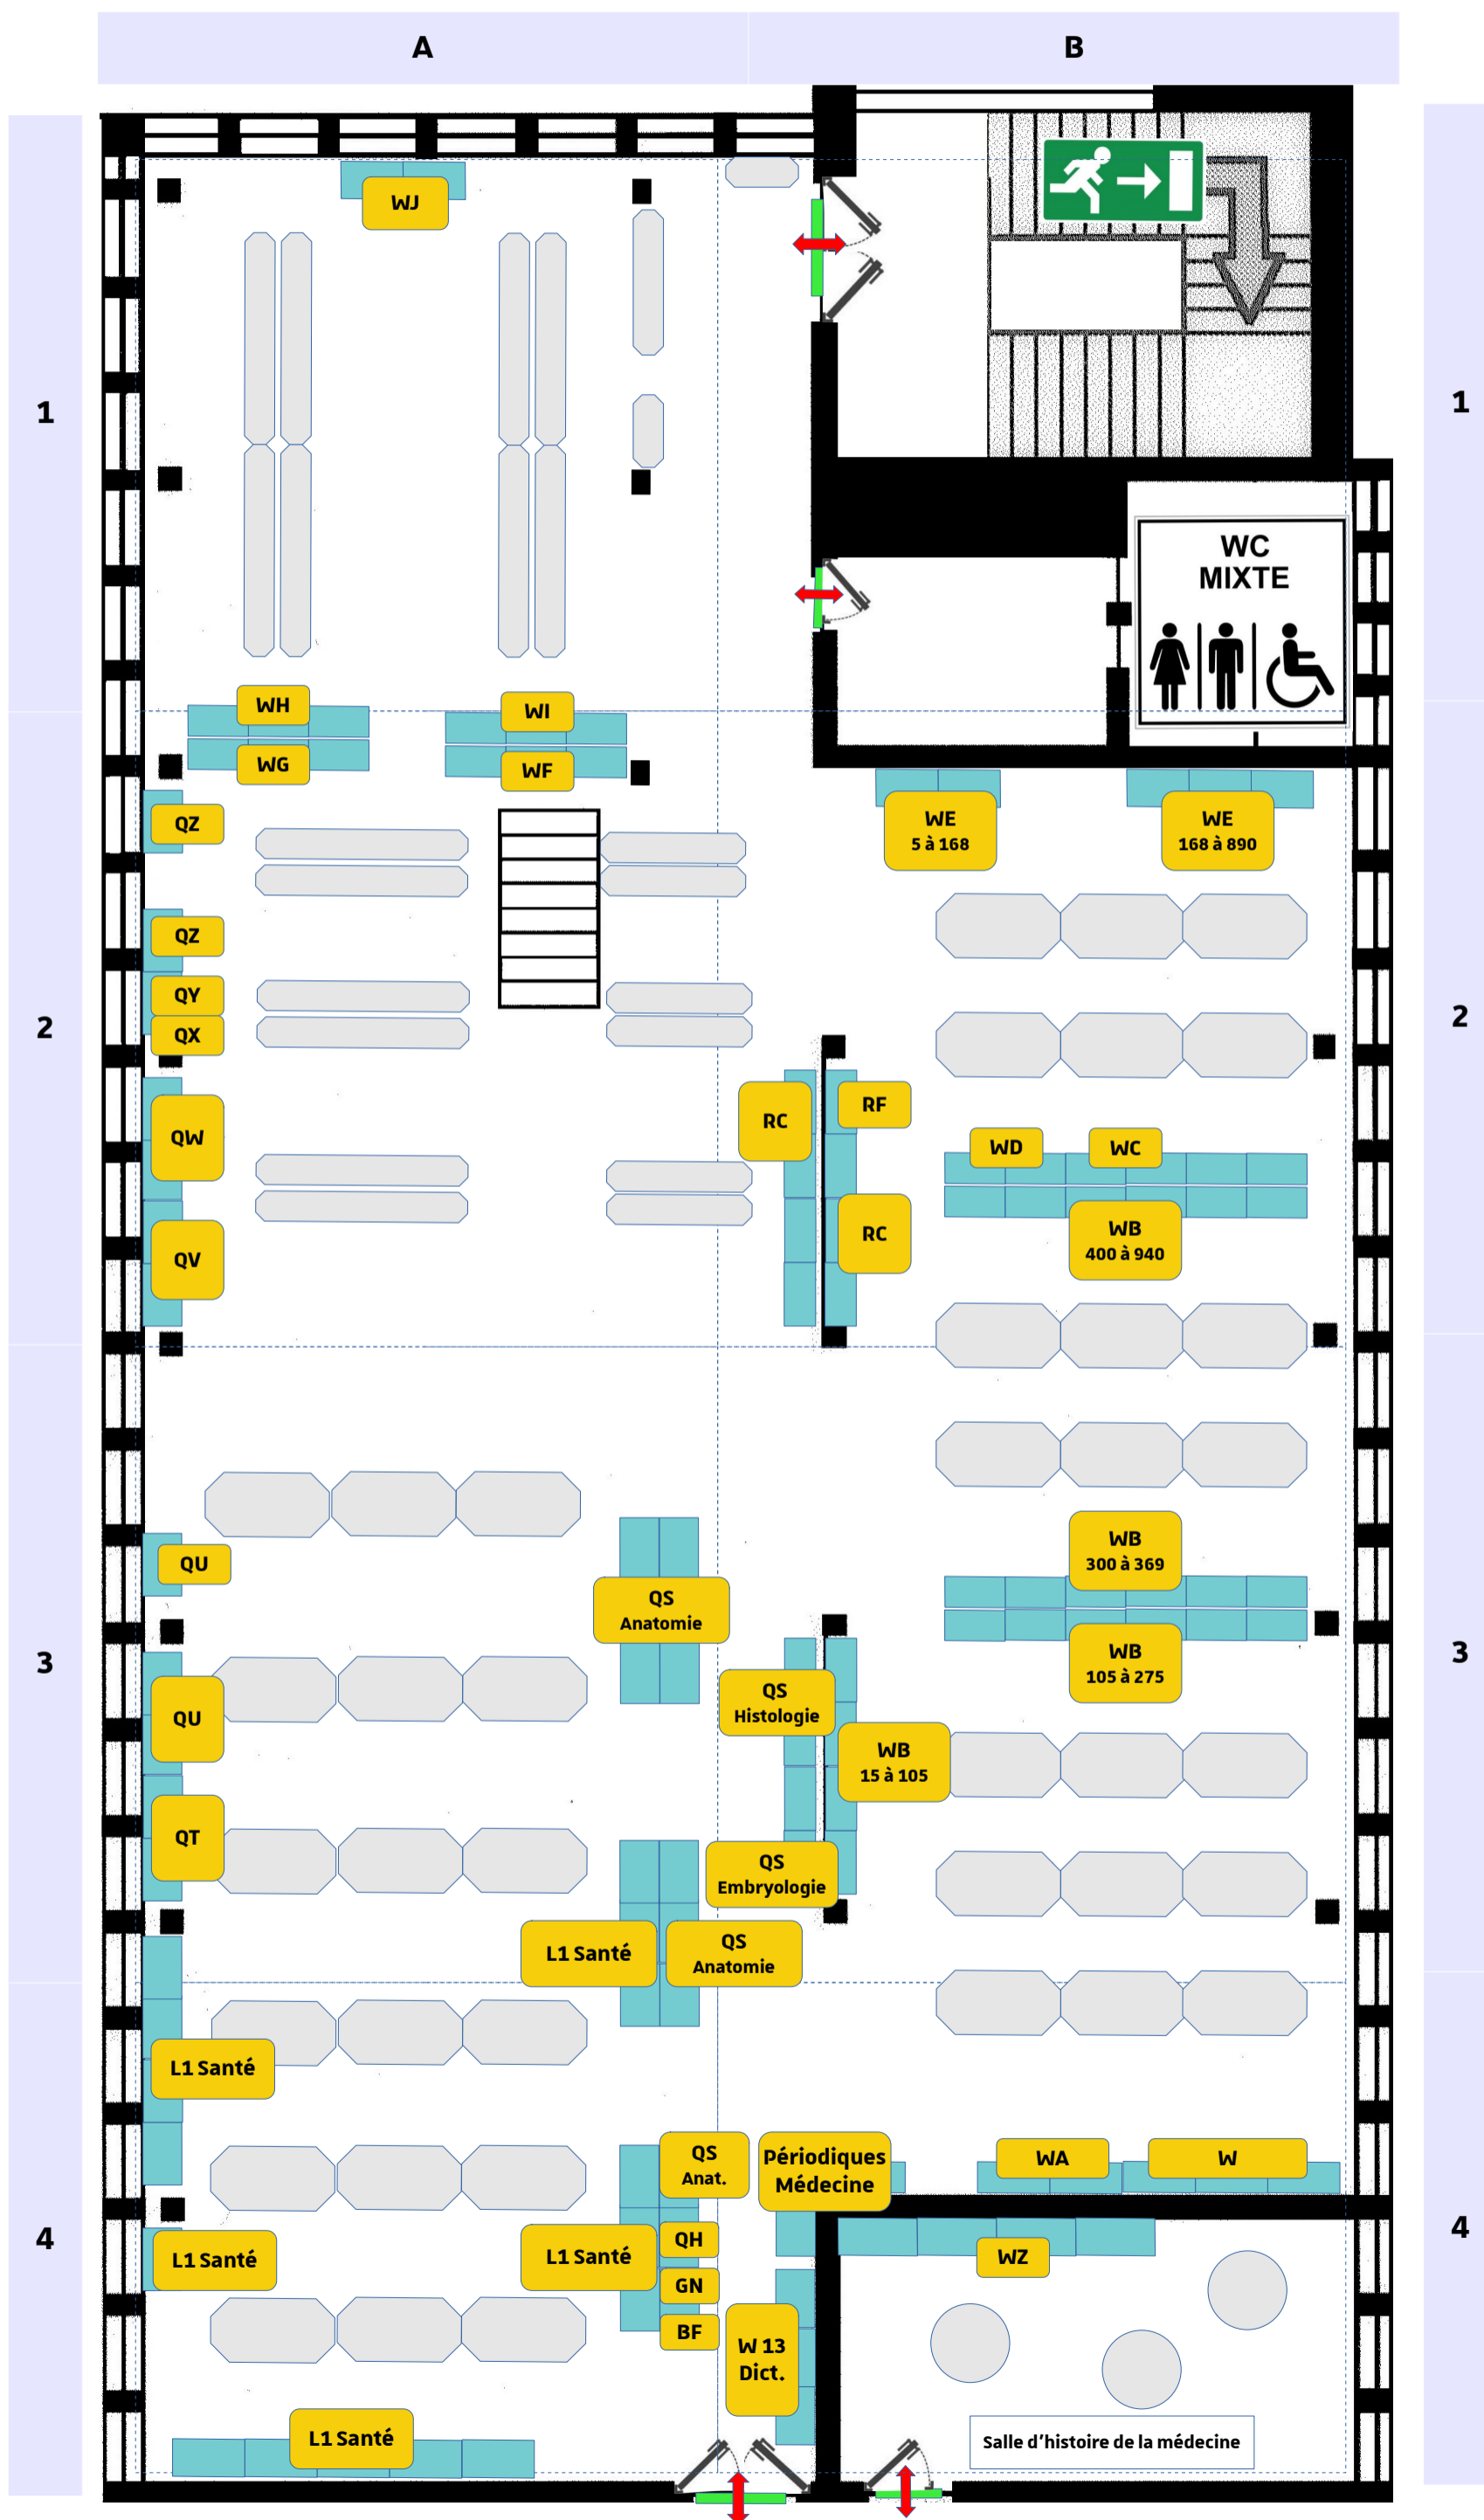 A
B
1
1
WJ
WC
MIXTE
WH
WI
WG
WF
QZ
WE
5 à 168
WE
168 à 890
QZ
QY
QX
2
2
RC
RF
QW
WD
WC
RC
WB
400 à 940
QV
WB
300 à 369
QU
QS
Anatomie
3
3
WB
105 à 275
QS
Histologie
QU
WB
15 à 105
QT
QS
Embryologie
L1 Santé
QS
Anatomie
L1 Santé
QS
Anat.
Périodiques
Médecine
WA
W
4
4
QH
L1 Santé
L1 Santé
WZ
GN
BF
W 13
Dict.
L1 Santé
Salle d’histoire de la médecine